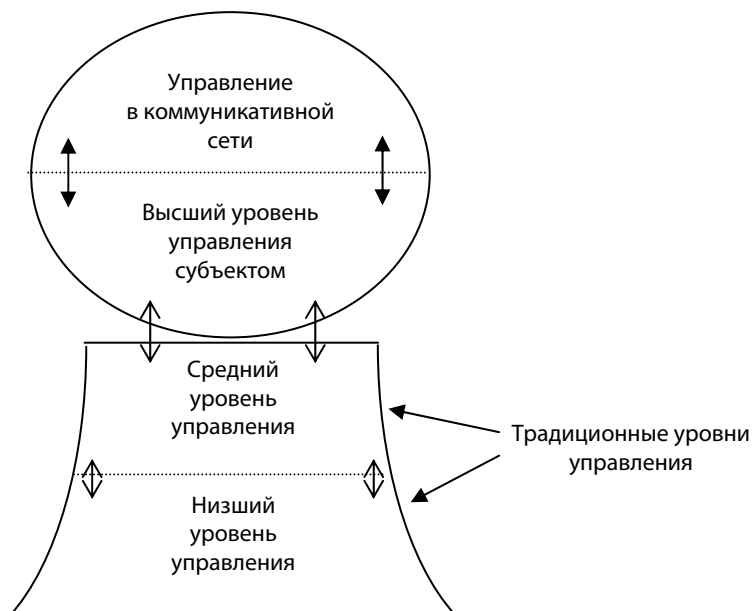 Управление
в коммуникативной
сети
Высший уровень
управления
субъектом
Средний
уровень
управления
Традиционные уровни
управления
Низший
уровень
управления